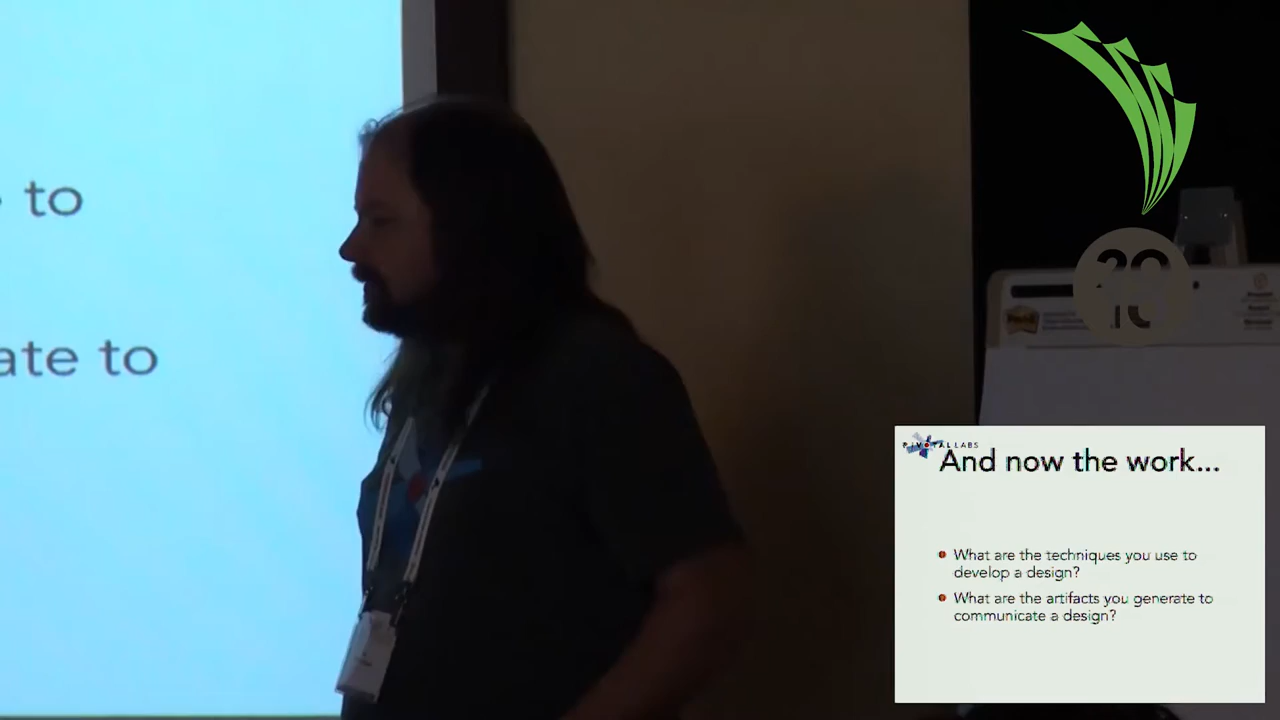 to
ate to
2010
PIVOTAL LABS
And now the work...
What are the techniques you use to
develop a design?
What are the artifacts you generate to
communicate a design?